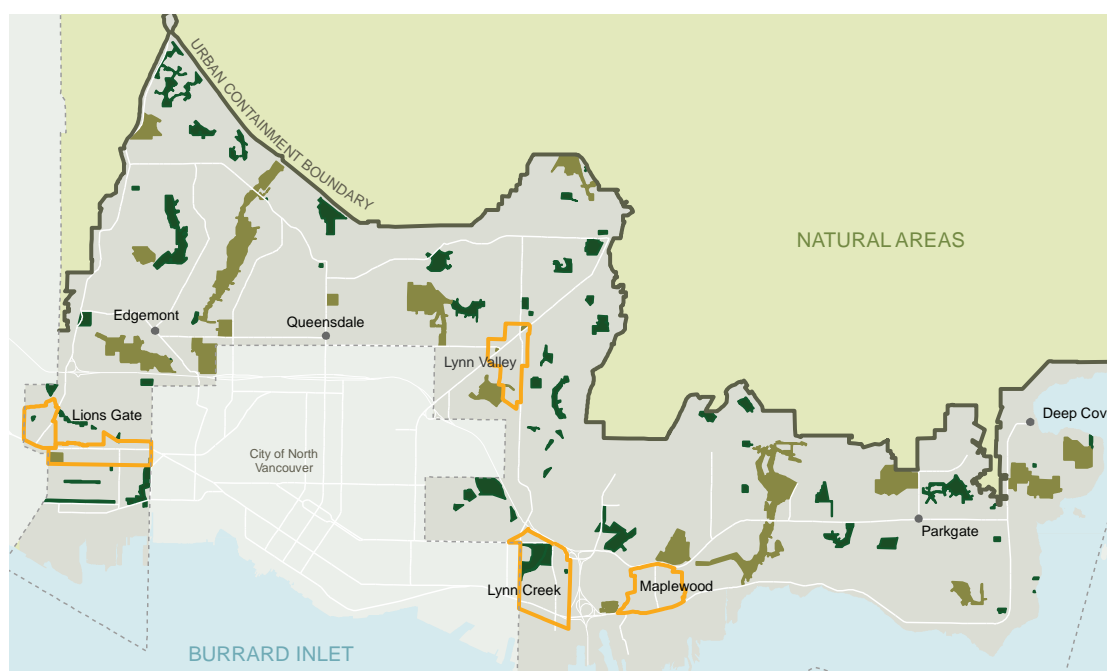 URBAN CONTAINMENT BOUNDARY
NATURAL AREAS
Edgemont
Queensdale
Lynn Valley
Lions Gate
Deep Cov
City of North
Vancouver
Parkgate
Lynn Creek
Maplewood
BURRARD INLET